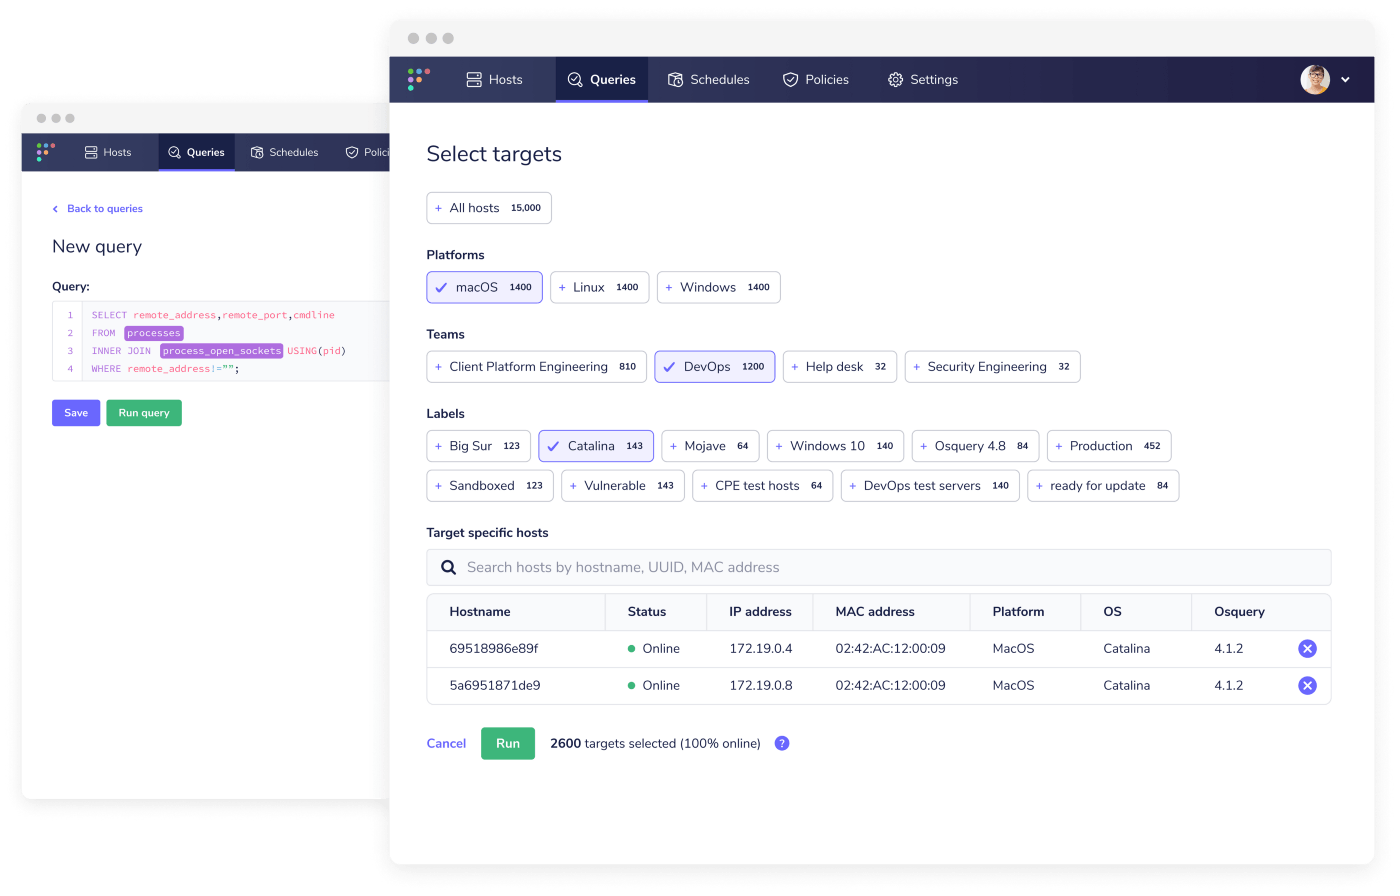 Hosts
Queries
Schedules
Policies
Settings
Select targets
+ All hosts 15,000
Platforms
macOS 1400 + Linux 1400 + Windows 1400
Teams
+ Client Platform Engineering 810 DevOps 1200 + Help desk 32 + Security Engineering 32
Labels
+ Big Sur 123 Catalina 143 + Mojave 64 + Windows 10 140 + Osquery 4.8 84 + Production 452
+ Sandboxed 123 + Vulnerable 143 + CPE test hosts 64 + DevOps test servers 140 + ready for update 84
Target specific hosts
Search hosts by hostname, UUID, MAC address
Hostname Status IP address MAC address Platform OS Osquery
69518986e89f Online 172.19.0.4 02:42:AC:12:00:09 MacOS Catalina 4.1.2
5a6951871de9 Online 172.19.0.8 02:42:AC:12:00:09 MacOS Catalina 4.1.2
Cancel Run 2600 targets selected (100% online) ?
Hosts
Queries
Schedules
Polici
Back to queries
New query
Query:
1 SELECT remote_address,remote_port,cmdline
2 FROM processes
3 INNER JOIN process_open_sockets USING(pid)
4 WHERE remote_address!="";
Save Run query